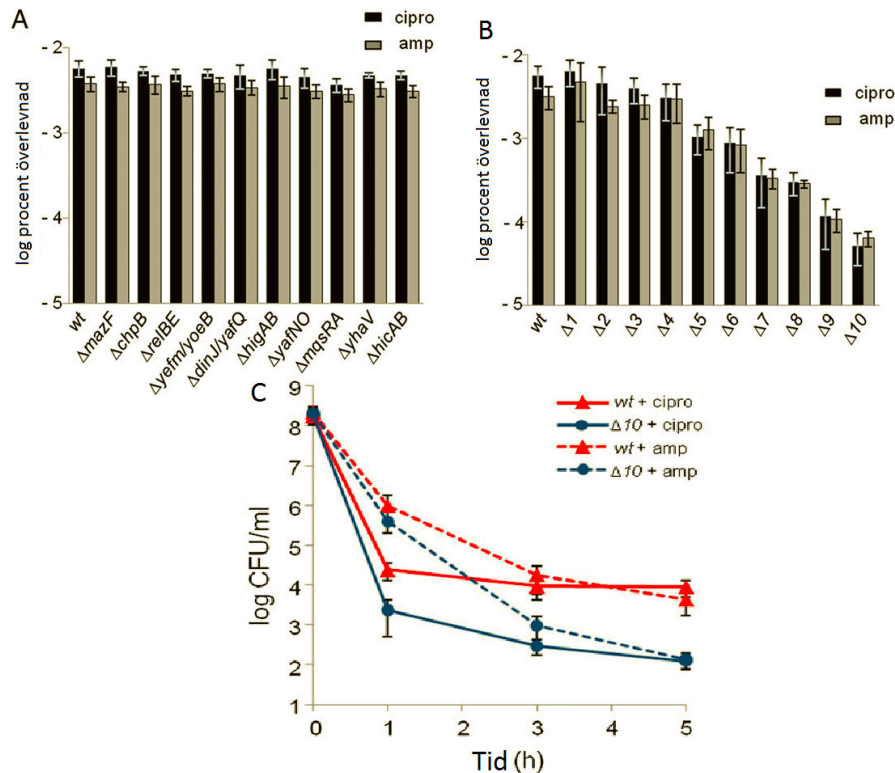 A
cipro
amp
log procent överlevnad
- 2
- 3
- 4
- 5
wt
ΔmazF
ΔchpB
ΔrelBE
Δyefm/yoeB
ΔdinJ/yafQ
ΔhigAB
ΔyafNO
ΔmqsRA
ΔyhaV
ΔhicAB
B
cipro
amp
log procent överlevnad
- 2
- 3
- 4
- 5
wt
Δ1
Δ2
Δ3
Δ4
Δ5
Δ6
Δ7
Δ8
Δ9
Δ10
C
wt + cipro
Δ10 + cipro
wt + amp
Δ10 + amp
log CFU/ml
9
8
7
6
5
4
3
2
1
0 1 2 3 4 5
Tid (h)